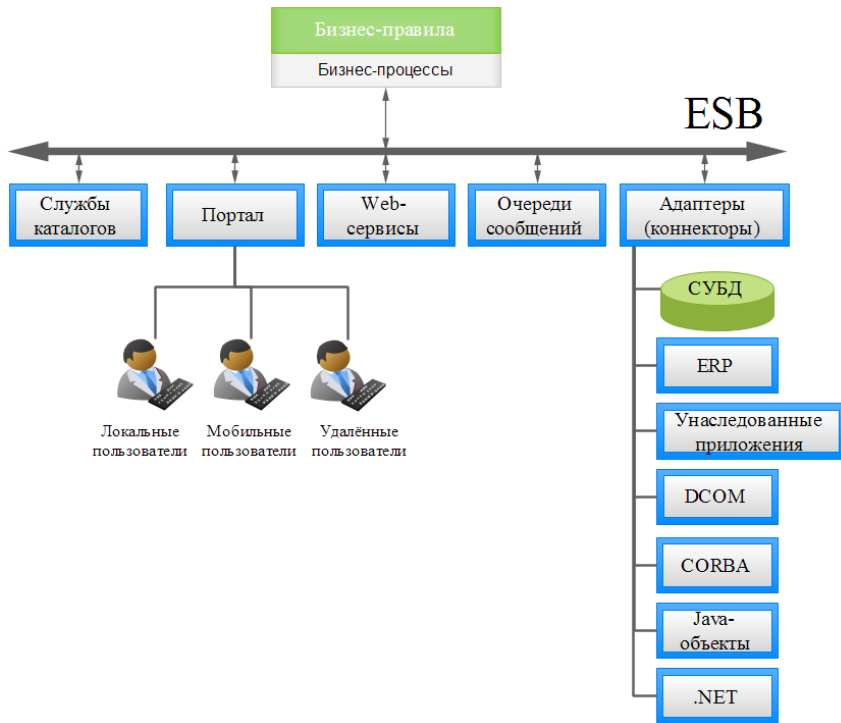 Бизнес-правила
Бизнес-процессы
ESB
Службы
каталогов
Портал
Web-
сервисы
Очереди
сообщений
Адаптеры
(коннекторы)
СУБД
ERP
Унаследованные
приложения
DCOM
CORBA
Java-
объекты
.NET
Локальные
пользователи
Мобильные
пользователи
Удалённые
пользователи